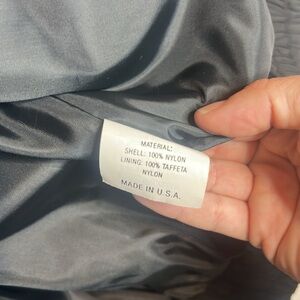 MATERIAL:
SHELL: 100% NYLON
LINING: 100% TAFFETA
NYLON
MADE IN U.S.A.